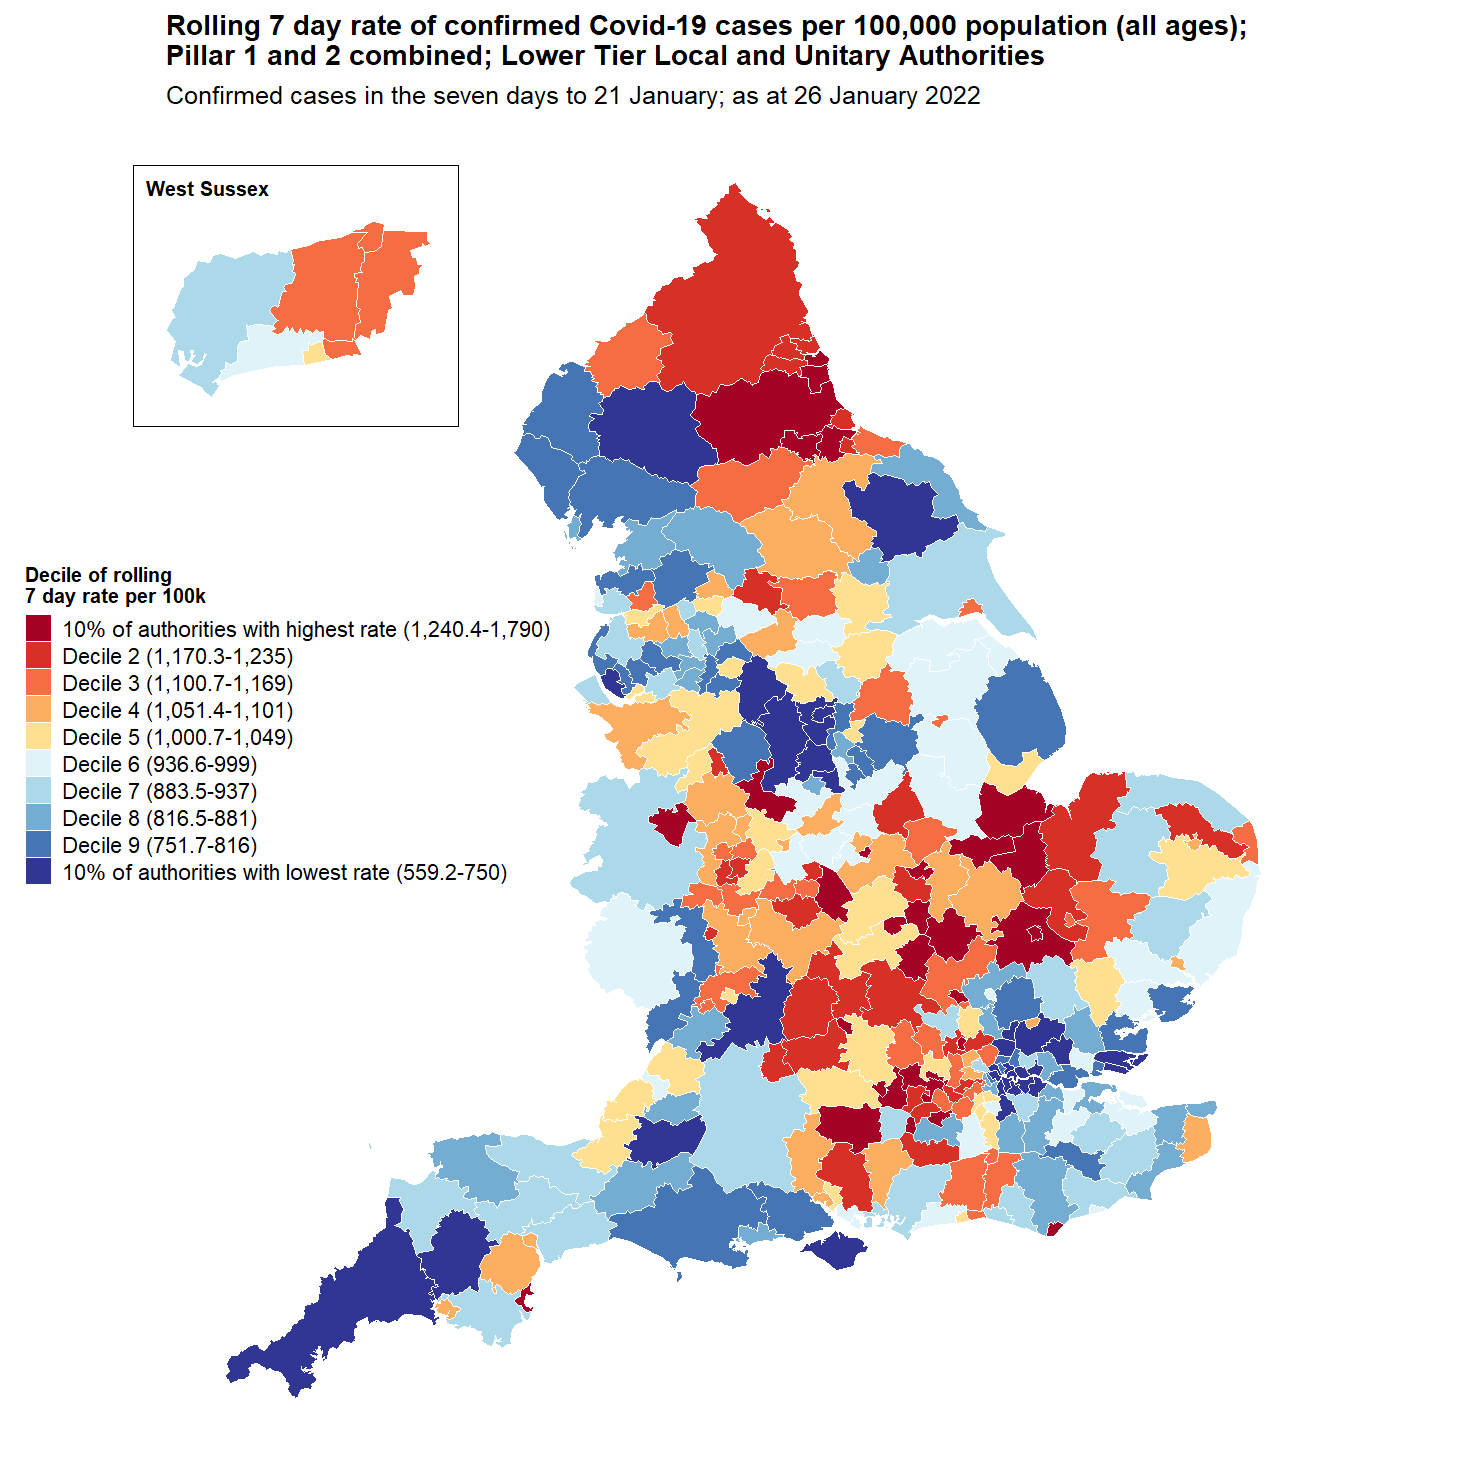 Rolling 7 day rate of confirmed Covid-19 cases per 100,000 population (all ages);
Pillar 1 and 2 combined; Lower Tier Local and Unitary Authorities
Confirmed cases in the seven days to 21 January; as at 26 January 2022
West Sussex
Decile of rolling
7 day rate per 100k
10% of authorities with highest rate (1,240.4-1,790)
Decile 2 (1,170.3-1,235)
Decile 3 (1,100.7-1,169)
Decile 4 (1,051.4-1,101)
Decile 5 (1,000.7-1,049)
Decile 6 (936.6-999)
Decile 7 (883.5-937)
Decile 8 (816.5-881)
Decile 9 (751.7-816)
10% of authorities with lowest rate (559.2-750)